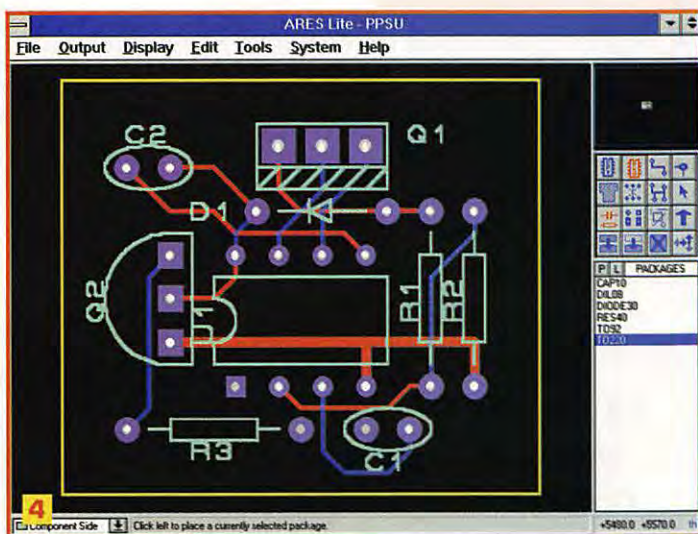 ARES Lite - PPSU
File Output Display Edit Tools System Help
C2
Q1
D1
Q2
U1
R1
R2
R3
C1
P L PACKAGES
CAP10
DIL08
DIODE30
RES40
TO92
TO220
4
Component Side
Click left to place a currently selected package.
+5480.0 +5570.0 th